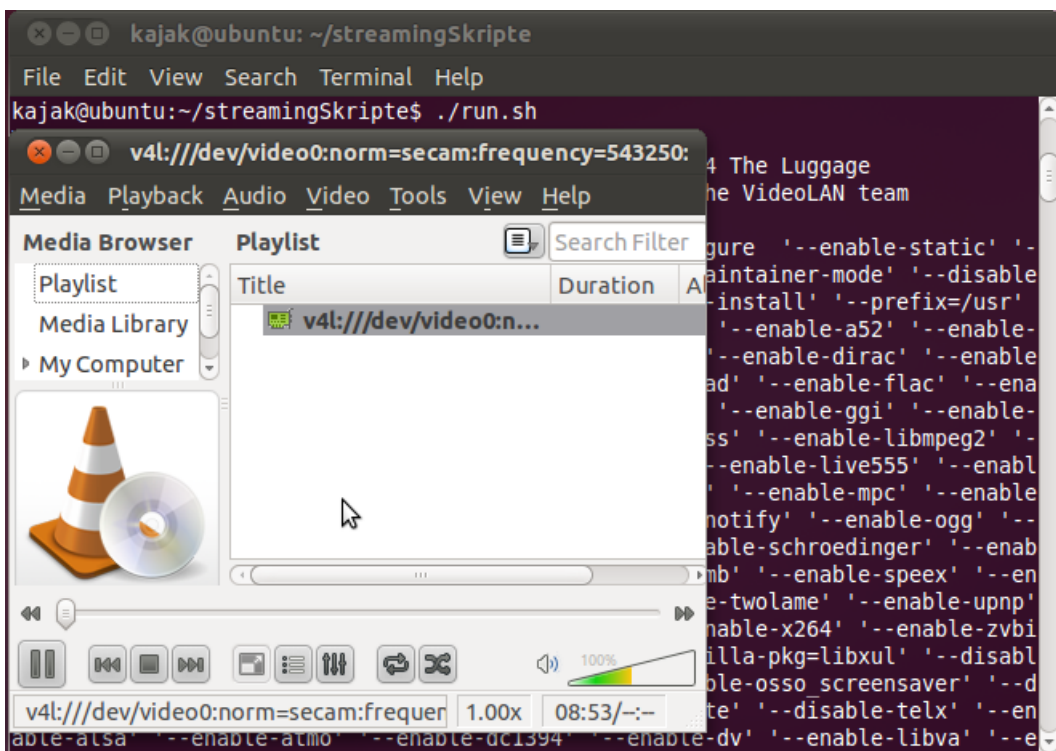 kajak@ubuntu: ~/streamingSkripte
File Edit View Search Terminal Help
kajak@ubuntu:~/streamingSkripte$ ./run.sh
v4l:///dev/video0:norm=secam:frequency=543250:
Media Playback Audio Video Tools View Help
Media Browser
Playlist
Media Library
My Computer
Playlist
Search Filter
Title Duration Al
v4l:///dev/video0:n...
100%
v4l:///dev/video0:norm=secam:frequen 1.00x 08:53/--:--
4 The Luggage
he VideoLAN team
gure '--enable-static' '-
aintainer-mode' '--disable
-install' '--prefix=/usr'
'--enable-a52' '--enable-
'--enable-dirac' '--enable
ad' '--enable-flac' '--ena
'--enable-ggi' '--enable-
ss' '--enable-libmpeg2' '-
--enable-live555' '--enabl
' '--enable-mpc' '--enable
notify' '--enable-ogg' '--
able-schroedinger' '--enab
mb' '--enable-speex' '--en
e-twolame' '--enable-upnp'
nable-x264' '--enable-zvbi
illa-pkg=libxul' '--disabl
ble-osso_screensaver' '--d
te' '--disable-telx' '--en
able-alsa' '--enable-atmo' '--enable-dc1394' '--enable-dv' '--enable-libva' '--e